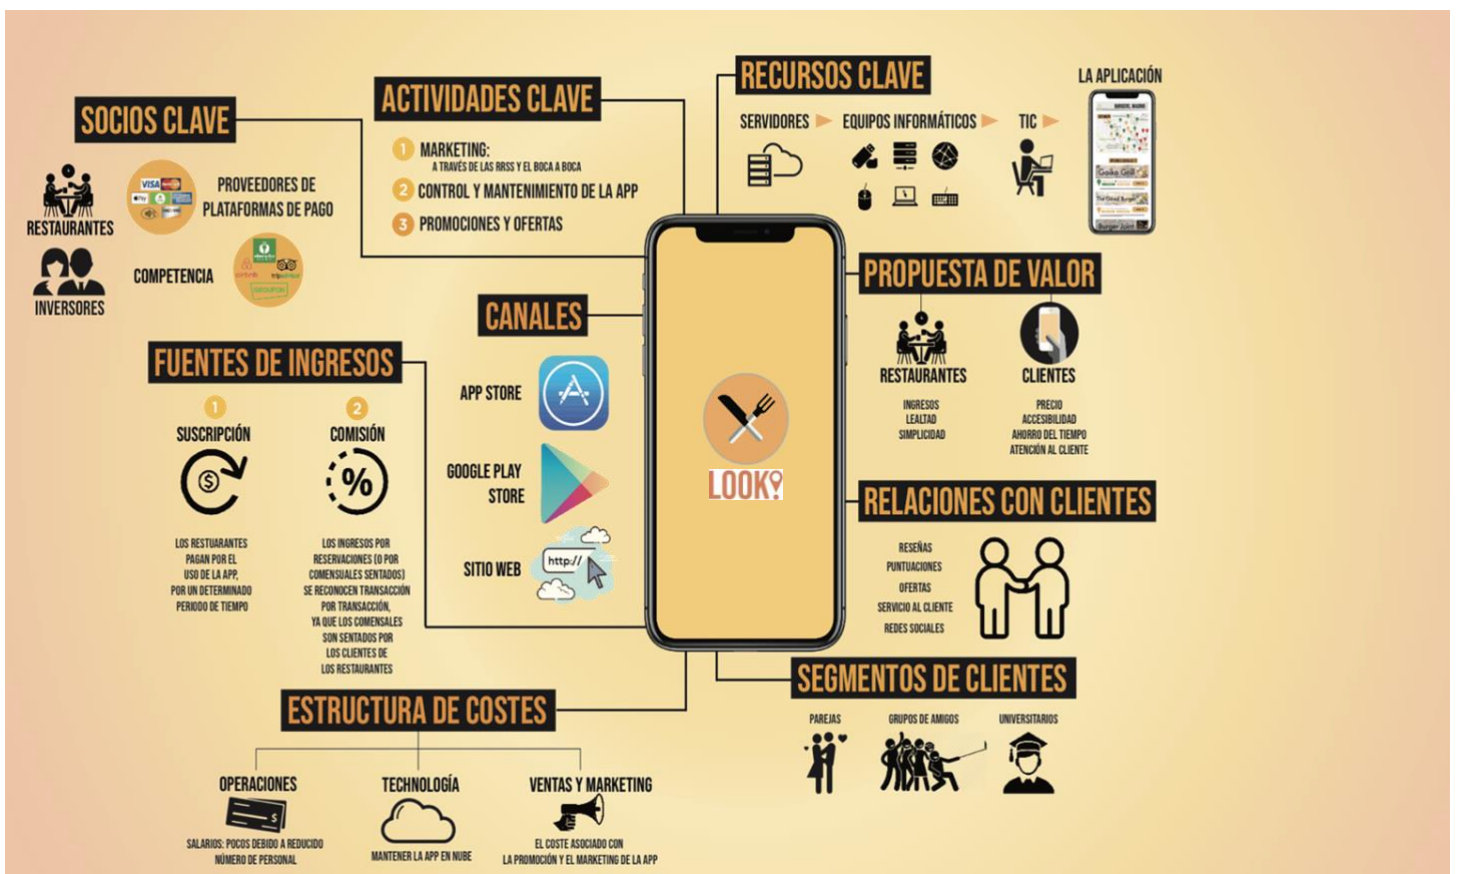 SOCIOS CLAVE
RESTAURANTES
VISA
PROVEEDORES DE
PLATAFORMAS DE PAGO
INVERSORES
COMPETENCIA
GROUPON
ACTIVIDADES CLAVE
1 MARKETING:
A TRAVÉS DE LAS RRSS Y EL BOCA A BOCA
2 CONTROL Y MANTENIMIENTO DE LA APP
3 PROMOCIONES Y OFERTAS
RECURSOS CLAVE
SERVIDORES
EQUIPOS INFORMÁTICOS
TIC
LA APLICACIÓN
PROPUESTA DE VALOR
RESTAURANTES
INGRESOS
LEALTAD
SIMPLICIDAD
CLIENTES
PRECIO
ACCESIBILIDAD
AHORRO DEL TIEMPO
ATENCIÓN AL CLIENTE
CANALES
APP STORE
GOOGLE PLAY
STORE
SITIO WEB
http://
LOOK
FUENTES DE INGRESOS
1
SUSCRIPCIÓN
$
LOS RESTUARANTES
PAGAN POR EL
USO DE LA APP,
POR UN DETERMINADO
PERIODO DE TIEMPO
2
COMISIÓN
%
LOS INGRESOS POR
RESERVACIONES (O POR
COMENSUALES SENTADOS)
SE RECONOCEN TRANSACCIÓN
POR TRANSACCIÓN,
YA QUE LOS COMENSALES
SON SENTADOS POR
LOS CLIENTES DE
LOS RESTAURANTES
RELACIONES CON CLIENTES
RESEÑAS
PUNTUACIONES
OFERTAS
SERVICIO AL CLIENTE
REDES SOCIALES
SEGMENTOS DE CLIENTES
PAREJAS
GRUPOS DE AMIGOS
UNIVERSITARIOS
ESTRUCTURA DE COSTES
OPERACIONES
$
SALARIOS: POCOS DEBIDO A REDUCIDO
NÚMERO DE PERSONAL
TECHNOLOGÍA
MANTENER LA APP EN NUBE
VENTAS Y MARKETING
EL COSTE ASOCIADO CON
LA PROMOCIÓN Y EL MARKETING DE LA APP